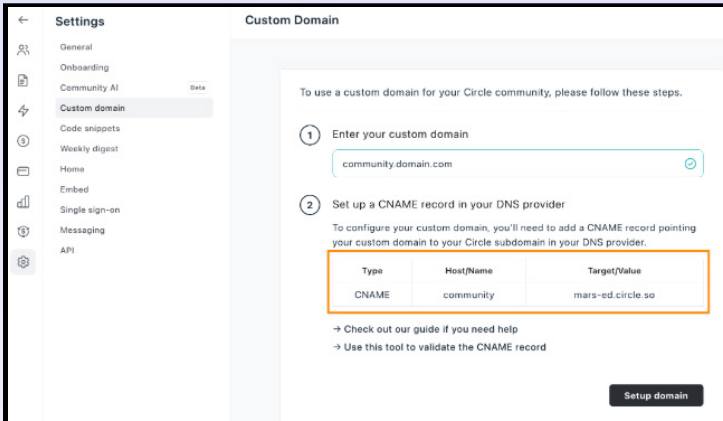 Settings
General
Onboarding
Community AI Beta
Custom domain
Code snippets
Weekly digest
Home
Embed
Single sign-on
Messaging
API
Custom Domain
To use a custom domain for your Circle community, please follow these steps.
1 Enter your custom domain
community.domain.com
2 Set up a CNAME record in your DNS provider
To configure your custom domain, you'll need to add a CNAME record pointing
your custom domain to your Circle subdomain in your DNS provider.
Type Host/Name Target/Value
CNAME community mars-ed.circle.so
→ Check out our guide if you need help
→ Use this tool to validate the CNAME record
Setup domain